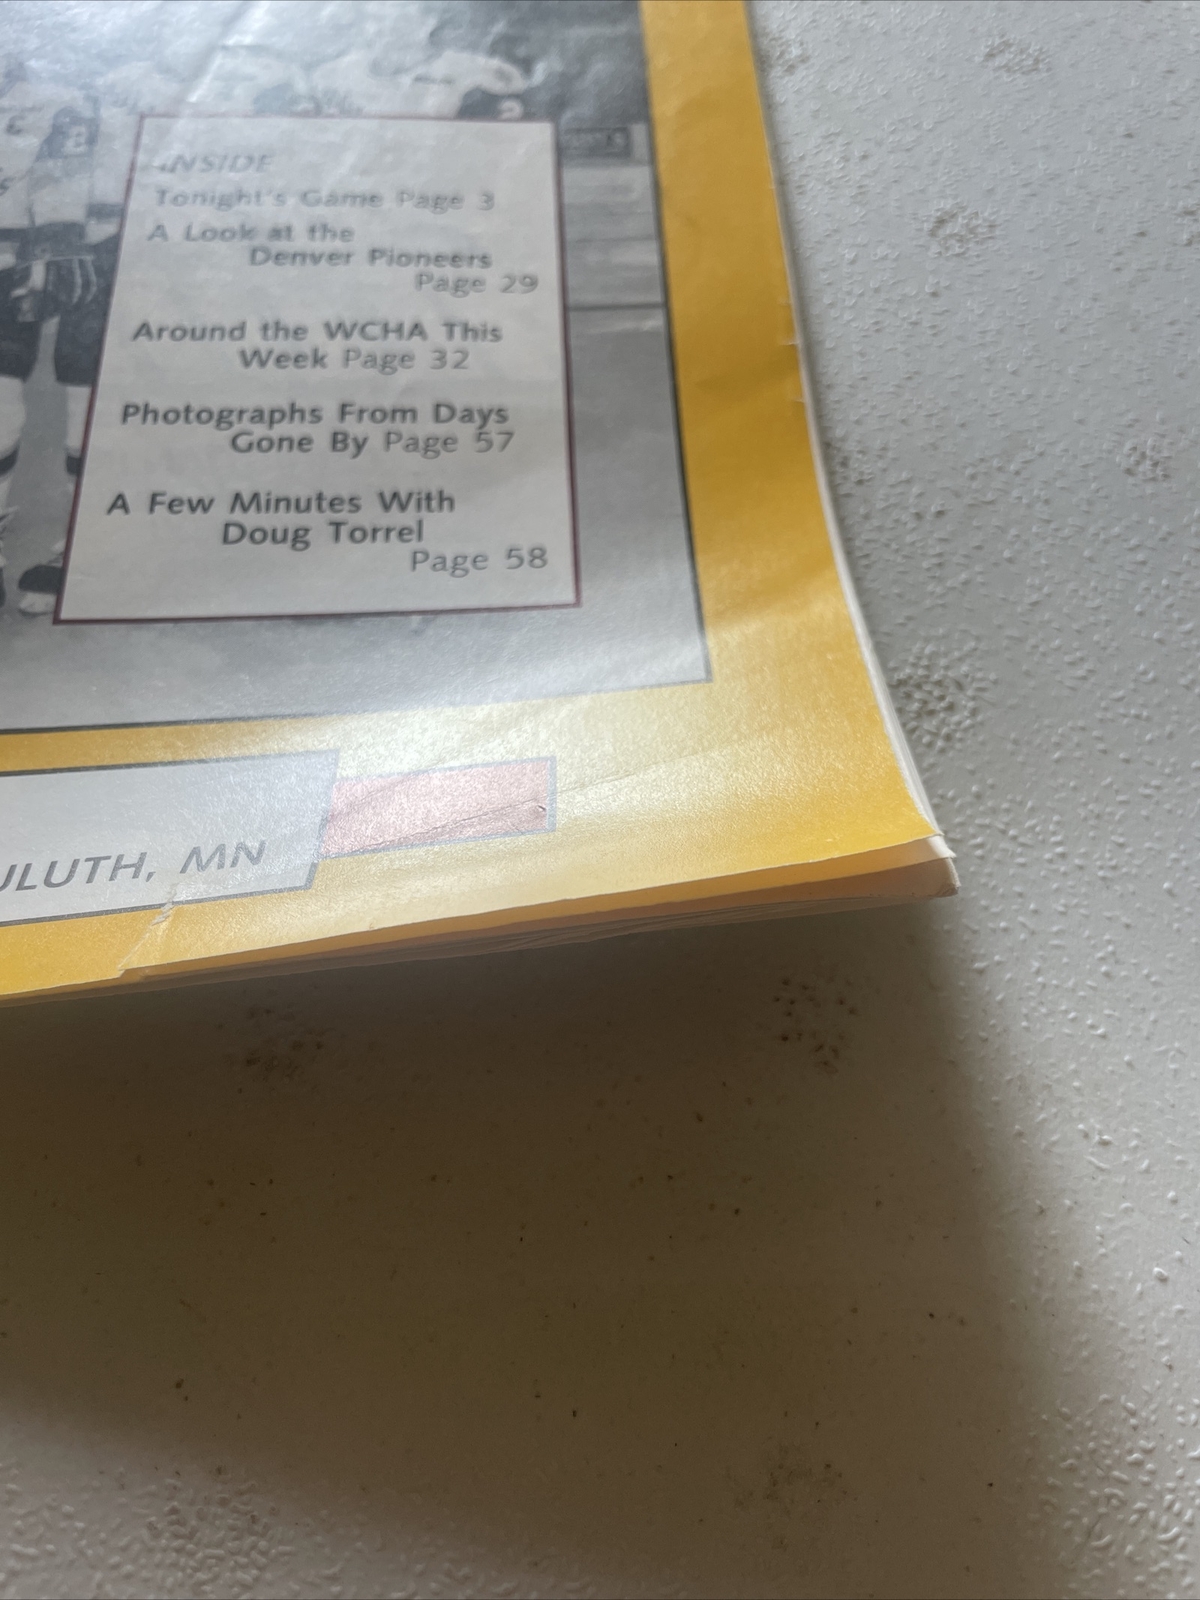 INSIDE
Tonight's Game Page 3
A Look at the
Denver Pioneers
Page 29
Around the WCHA This
Week Page 32
Photographs From Days
Gone By Page 57
A Few Minutes With
Doug Torrel
Page 58
ULUTH, MN